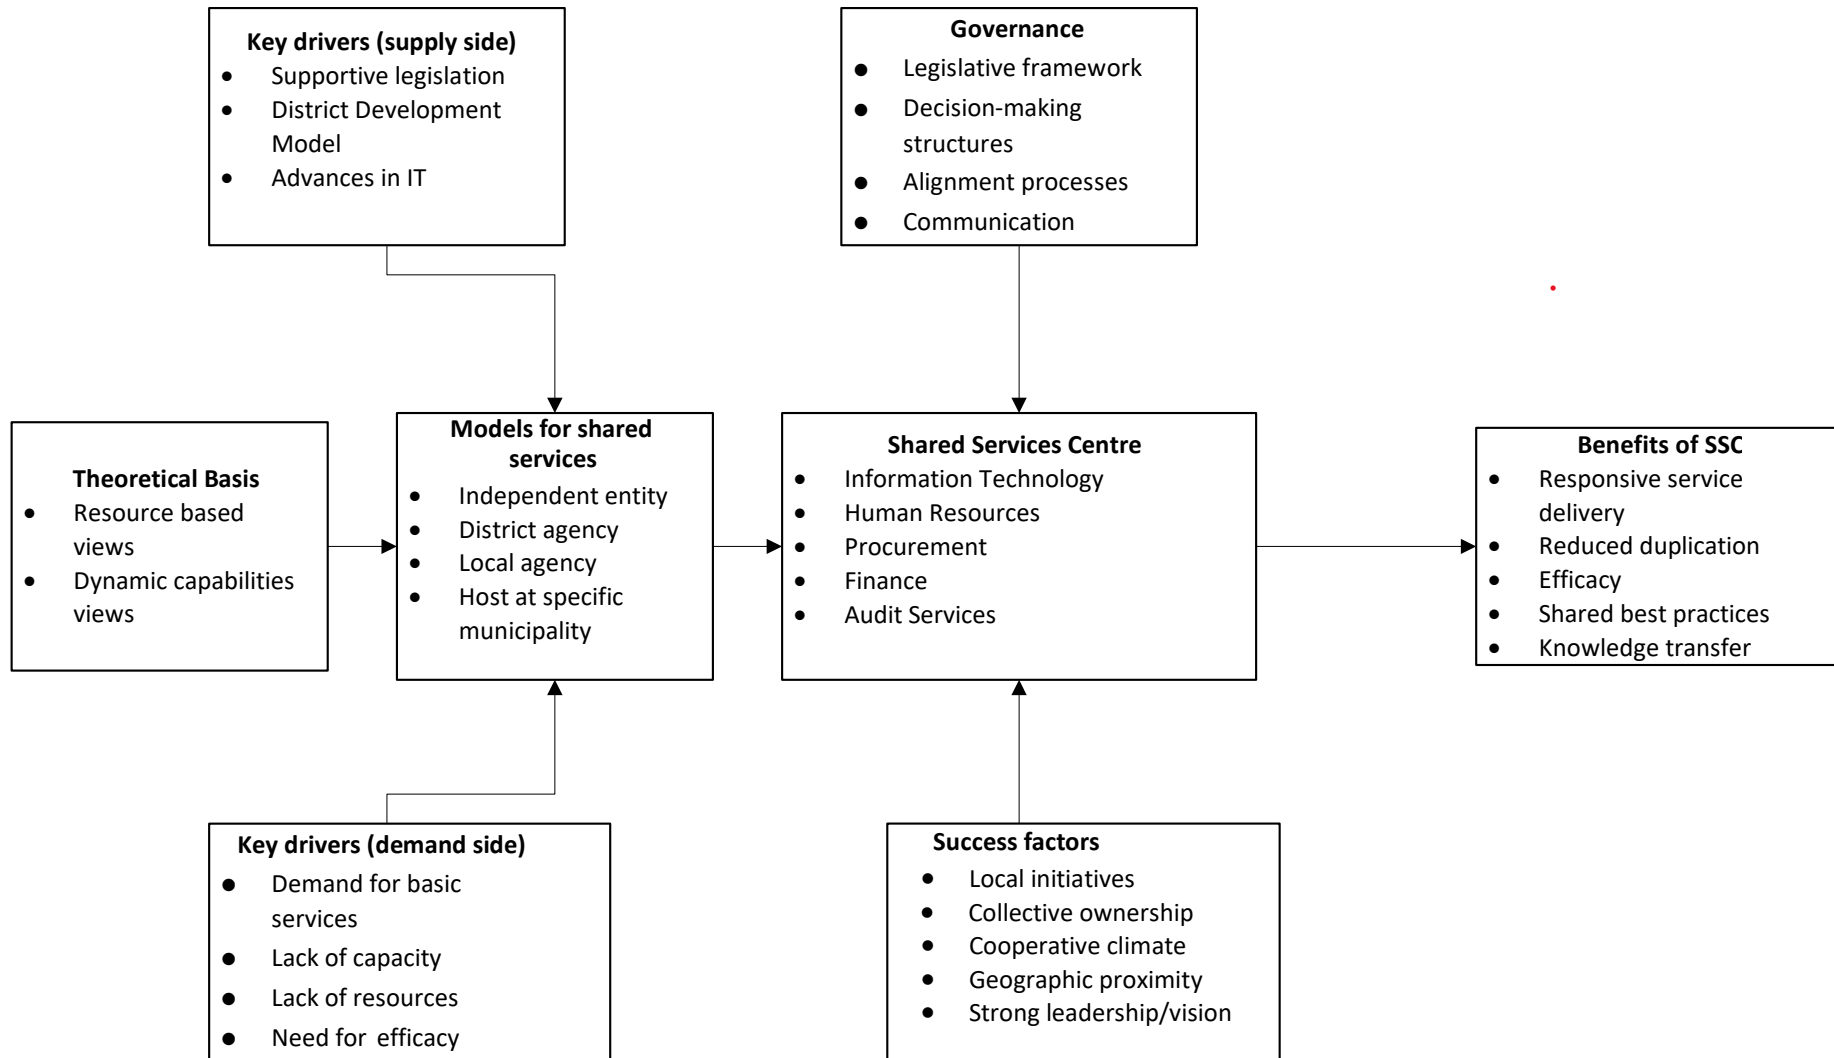 Key drivers (supply side)
• Supportive legislation
• District Development
Model
• Advances in IT
Governance
● Legislative framework
● Decision-making
structures
● Alignment processes
● Communication
Theoretical Basis
• Resource based
views
• Dynamic capabilities
views
Models for shared
services
• Independent entity
• District agency
• Local agency
• Host at specific
municipality
Shared Services Centre
• Information Technology
• Human Resources
• Procurement
• Finance
• Audit Services
Benefits of SSC
• Responsive service
delivery
• Reduced duplication
• Efficacy
• Shared best practices
• Knowledge transfer
Key drivers (demand side)
● Demand for basic
services
● Lack of capacity
● Lack of resources
● Need for efficacy
Success factors
• Local initiatives
• Collective ownership
• Cooperative climate
• Geographic proximity
• Strong leadership/vision